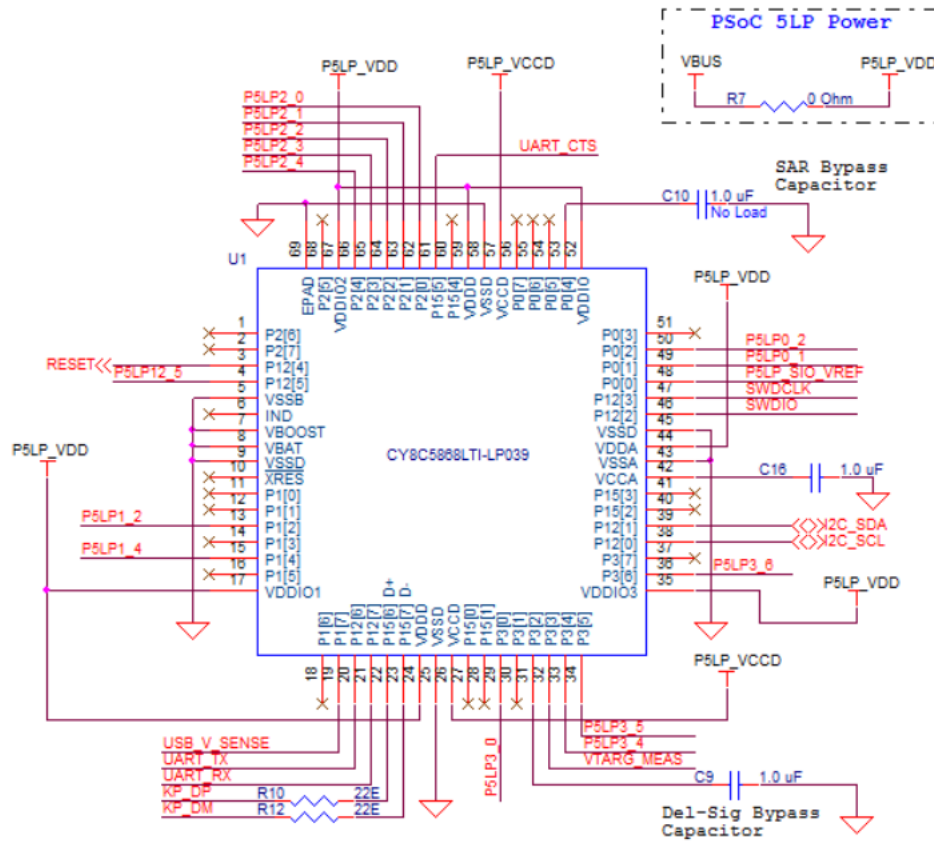 PSoC 5LP Power
VBUS
P5LP_VDD
R7
0 Ohm
P5LP_VDD
P5LP_VCCD
P5LP2_0
P5LP2_1
P5LP2_2
P5LP2_3
P5LP2_4
UART_CTS
SAR Bypass
Capacitor
C10
1.0 uF
No Load
U1
69 68 67 66 65 64 63 62 61 60 59 58 57 56 55 54 53 52
EPAD
P2[5]
VDDIO2
P2[4]
P2[3]
P2[2]
P2[1]
P2[0]
P15[5]
P15[4]
VDDD
VSSD
VCCD
P0[7]
P0[6]
P0[5]
P0[4]
VDDIO
1 P2[6]
2 P2[7]
RESET 3 P12[4]
P5LP12_5 4 P12[5]
5 VSSB
6 IND
7 VBOOST
8 VBAT
9 VSSD
10 XRES
11 P1[0]
12 P1[1]
P5LP1_2 13 P1[2]
14 P1[3]
P5LP1_4 15 P1[4]
16 P1[5]
17 VDDIO1
P5LP_VDD
CY8C5868LTI-LP039
P5LP_VDD
P0[3] 51
P0[2] 50 P5LP0_2
P0[1] 49 P5LP0_1
P0[0] 48 P5LP_SIO_VREF
P12[3] 47 SWDCLK
P12[2] 46 SWDIO
VSSD 45
VDDA 44
VSSA 43
VCCA 42 C16 1.0 uF
P15[3] 41
P15[2] 40
P12[1] 39 I2C_SDA
P12[0] 38 I2C_SCL
P3[7] 37
P3[6] 36 P5LP3_6
VDDIO3 35
P5LP_VDD
D+
D-
P1[6]
P1[7]
P12[6]
P12[7]
P15[6]
P15[7]
VDDD
VSSD
VCCD
P15[0]
P15[1]
P3[0]
P3[1]
P3[2]
P3[3]
P3[4]
P3[5]
18 19 20 21 22 23 24 25 26 27 28 29 30 31 32 33 34
P5LP_VCCD
USB_V_SENSE
UART_TX
UART_RX
KP_DP R10 22E
KP_DM R12 22E
P5LP3_0
P5LP3_5
P5LP3_4
VTARG_MEAS
C9
1.0 uF
Del-Sig Bypass
Capacitor